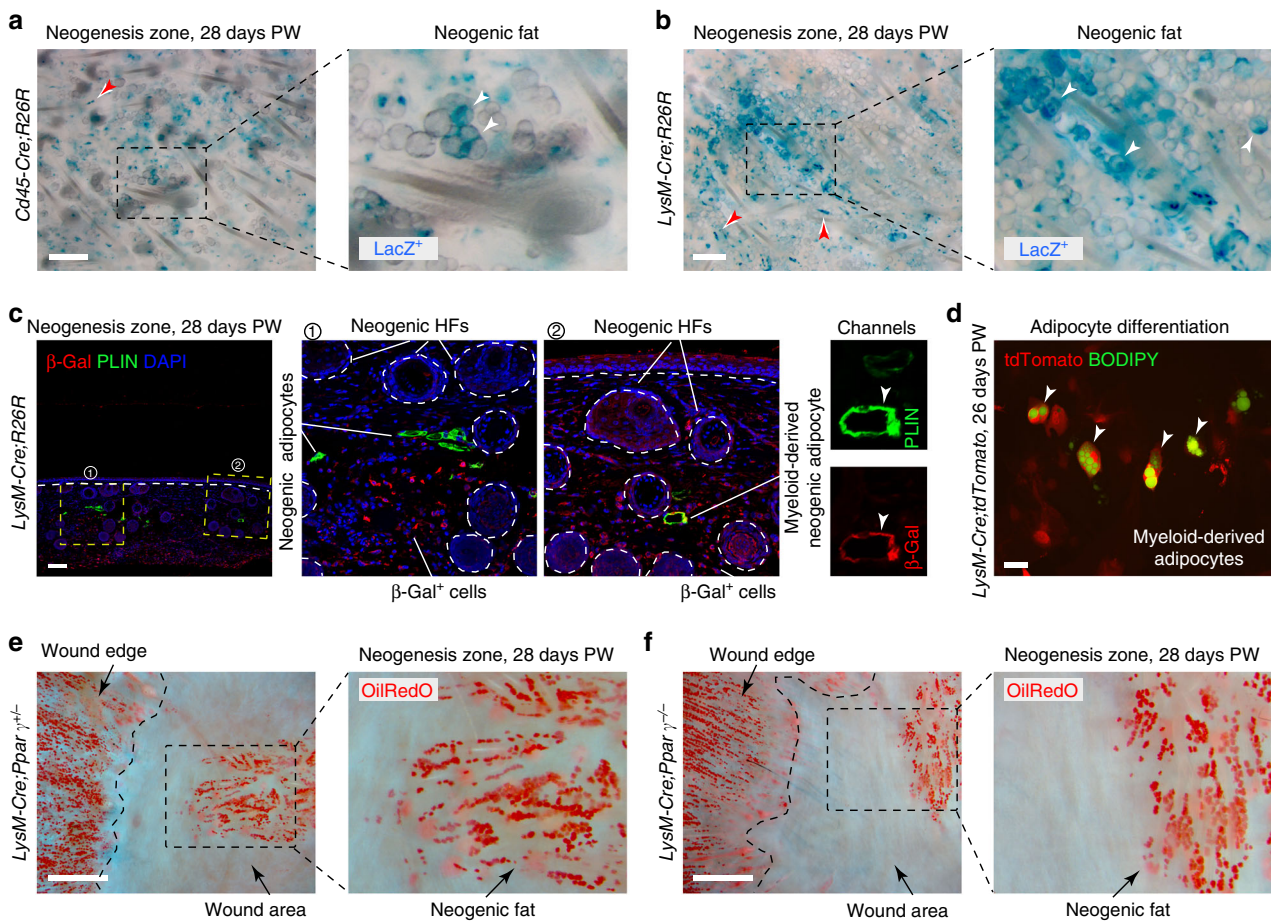 a
Neogenesis zone, 28 days PW
Neogenic fat
Cd45-Cre;R26R
LacZ+
b
Neogenesis zone, 28 days PW
Neogenic fat
LysM-Cre;R26R
LacZ+
c
Neogenesis zone, 28 days PW
LysM-Cre;R26R
β-Gal PLIN DAPI
①
②
①
Neogenic HFs
Neogenic adipocytes
β-Gal+ cells
②
Neogenic HFs
Myeloid-derived
neogenic adipocyte
β-Gal+ cells
Channels
PLIN
β-Gal
d
Adipocyte differentiation
LysM-Cre;tdTomato, 26 days PW
tdTomato BODIPY
Myeloid-derived
adipocytes
e
Wound edge
Neogenesis zone, 28 days PW
LysM-Cre;Ppar γ+/–
OilRedO
Wound area
Neogenic fat
f
Wound edge
Neogenesis zone, 28 days PW
LysM-Cre;Ppar γ–/–
OilRedO
Neogenic fat
Wound area